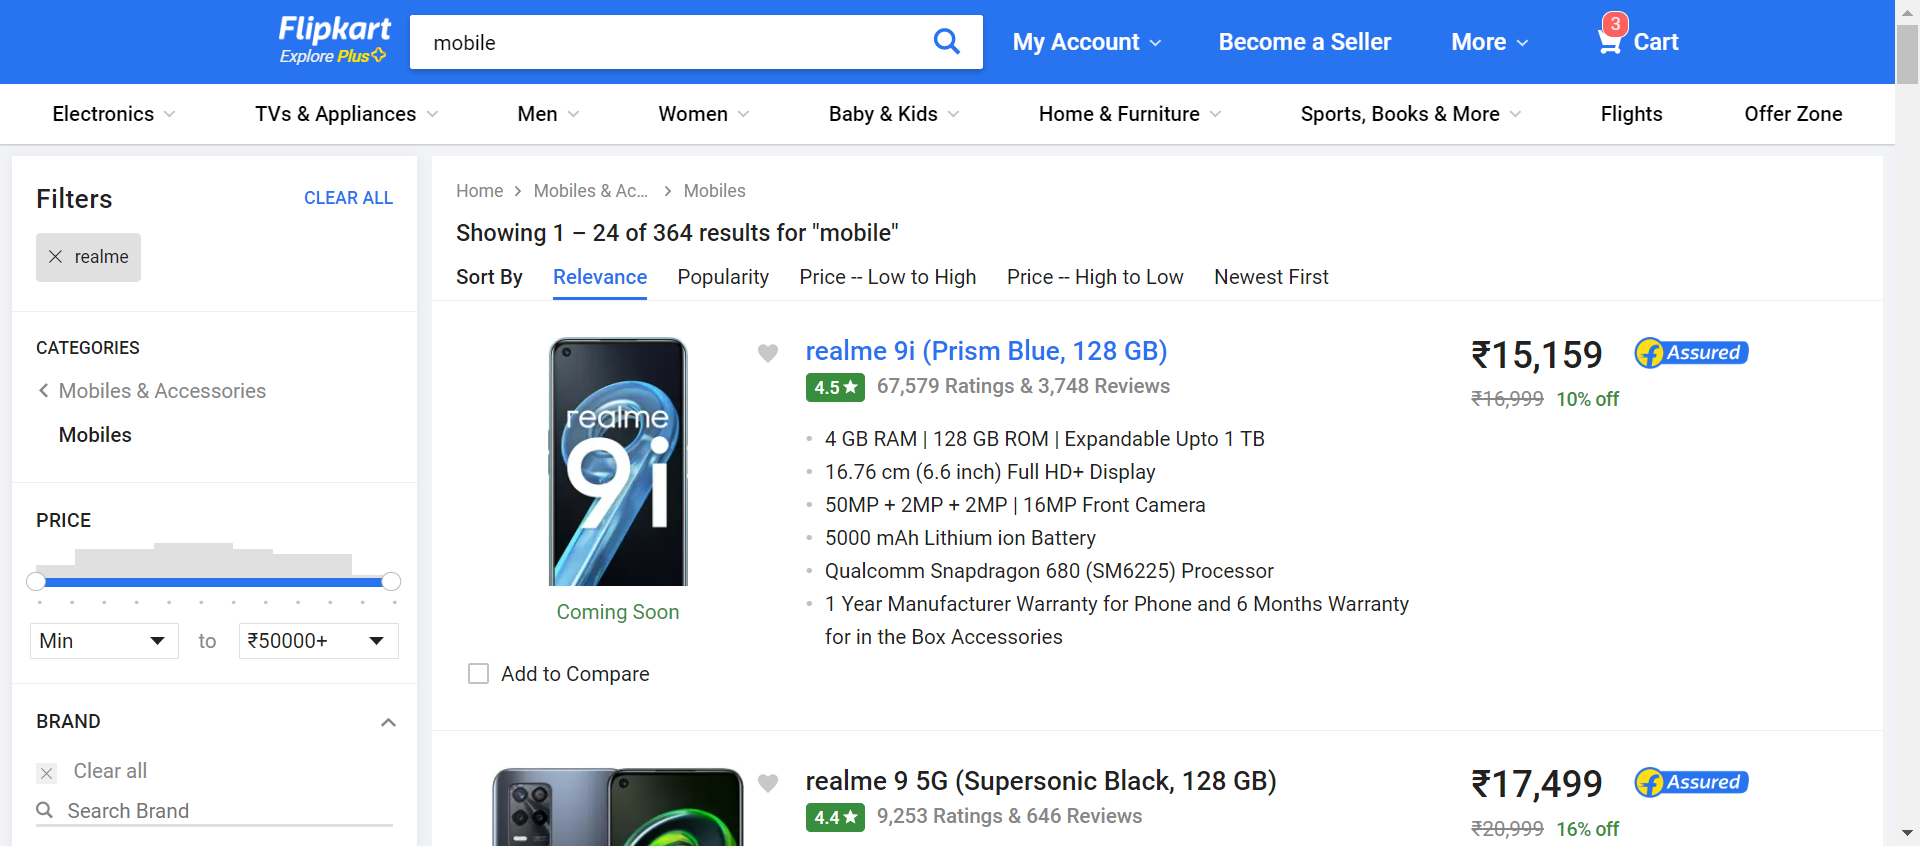 Flipkart
Explore Plus
mobile
My Account
Become a Seller
More
3
Cart
Electronics
TVs & Appliances
Men
Women
Baby & Kids
Home & Furniture
Sports, Books & More
Flights
Offer Zone
Filters
CLEAR ALL
realme
CATEGORIES
Mobiles & Accessories
Mobiles
PRICE
Min
to
₹50000+
BRAND
Clear all
Search Brand
Home
Mobiles & Ac...
Mobiles
Showing 1 – 24 of 364 results for "mobile"
Sort By
Relevance
Popularity
Price -- Low to High
Price -- High to Low
Newest First
realme
9i
Coming Soon
Add to Compare
realme 9i (Prism Blue, 128 GB)
4.5★
67,579 Ratings & 3,748 Reviews
4 GB RAM | 128 GB ROM | Expandable Upto 1 TB
16.76 cm (6.6 inch) Full HD+ Display
50MP + 2MP + 2MP | 16MP Front Camera
5000 mAh Lithium ion Battery
Qualcomm Snapdragon 680 (SM6225) Processor
1 Year Manufacturer Warranty for Phone and 6 Months Warranty
for in the Box Accessories
₹15,159
Assured
₹16,999
10% off
realme 9 5G (Supersonic Black, 128 GB)
4.4★
9,253 Ratings & 646 Reviews
₹17,499
Assured
₹20,999
16% off